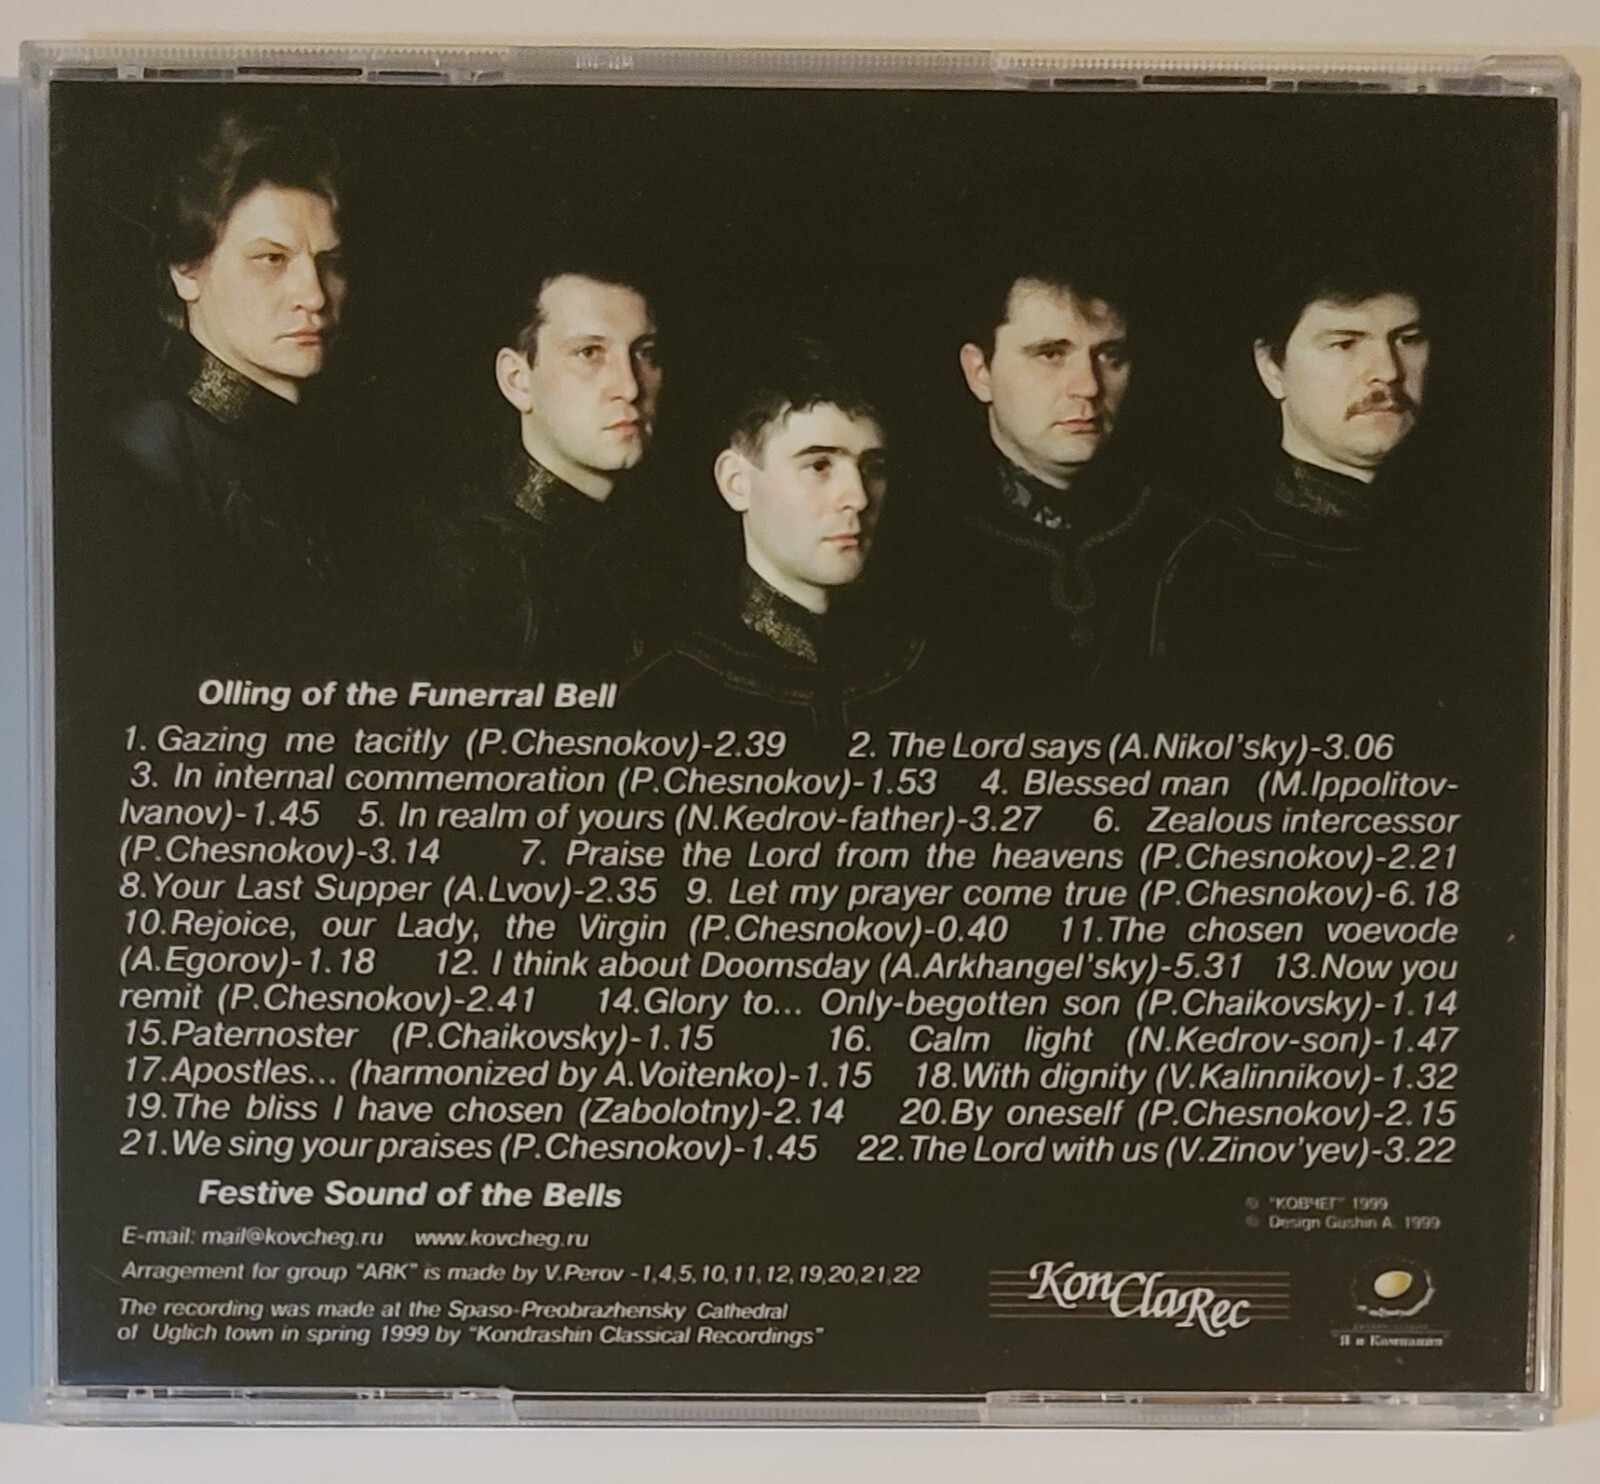 Olling of the Funerral Bell
1. Gazing me tacitly (P.Chesnokov)-2.39 2. The Lord says (A.Nikol'sky)-3.06
3. In internal commemoration (P.Chesnokov)-1.53 4. Blessed man (M.Ippolitov-
Ivanov)-1.45 5. In realm of yours (N.Kedrov-father)-3.27 6. Zealous intercessor
(P.Chesnokov)-3.14 7. Praise the Lord from the heavens (P.Chesnokov)-2.21
8.Your Last Supper (A.Lvov)-2.35 9. Let my prayer come true (P.Chesnokov)-6.18
10.Rejoice, our Lady, the Virgin (P.Chesnokov)-0.40 11.The chosen voevode
(A.Egorov)-1.18 12. I think about Doomsday (A.Arkhangel'sky)-5.31 13.Now you
remit (P.Chesnokov)-2.41 14.Glory to... Only-begotten son (P.Chaikovsky)-1.14
15.Paternoster (P.Chaikovsky)-1.15 16. Calm light (N.Kedrov-son)-1.47
17.Apostles... (harmonized by A.Voitenko)-1.15 18.With dignity (V.Kalinnikov)-1.32
19.The bliss I have chosen (Zabolotny)-2.14 20.By oneself (P.Chesnokov)-2.15
21.We sing your praises (P.Chesnokov)-1.45 22.The Lord with us (V.Zinov'yev)-3.22
Festive Sound of the Bells
© "КОВЧЕГ" 1999
© Design Gushin A. 1999
E-mail: mail@kovcheg.ru www.kovcheg.ru
Arragement for group "ARK" is made by V.Perov - 1,4,5,10,11,12,19,20,21,22
The recording was made at the Spaso-Preobrazhensky Cathedral
of Uglich town in spring 1999 by "Kondrashin Classical Recordings"
KonClaRec
"Я и Компания"